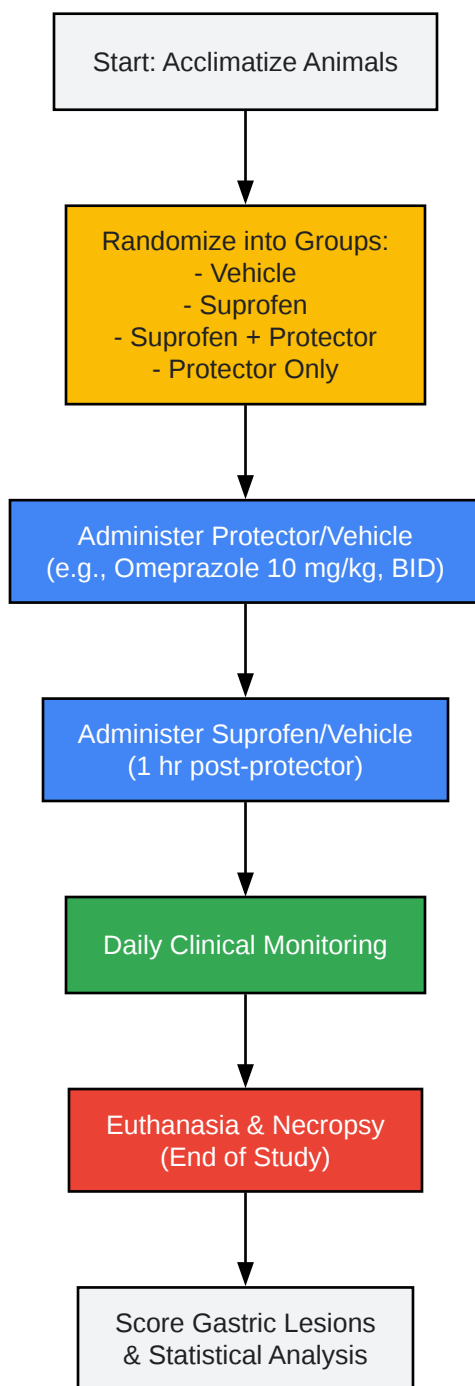 Start: Acclimatize Animals
Randomize into Groups:
- Vehicle
- Suprofen
- Suprofen + Protector
- Protector Only
Administer Protector/Vehicle
(e.g., Omeprazole 10 mg/kg, BID)
Administer Suprofen/Vehicle
(1 hr post-protector)
Daily Clinical Monitoring
Euthanasia & Necropsy
(End of Study)
Score Gastric Lesions
& Statistical Analysis